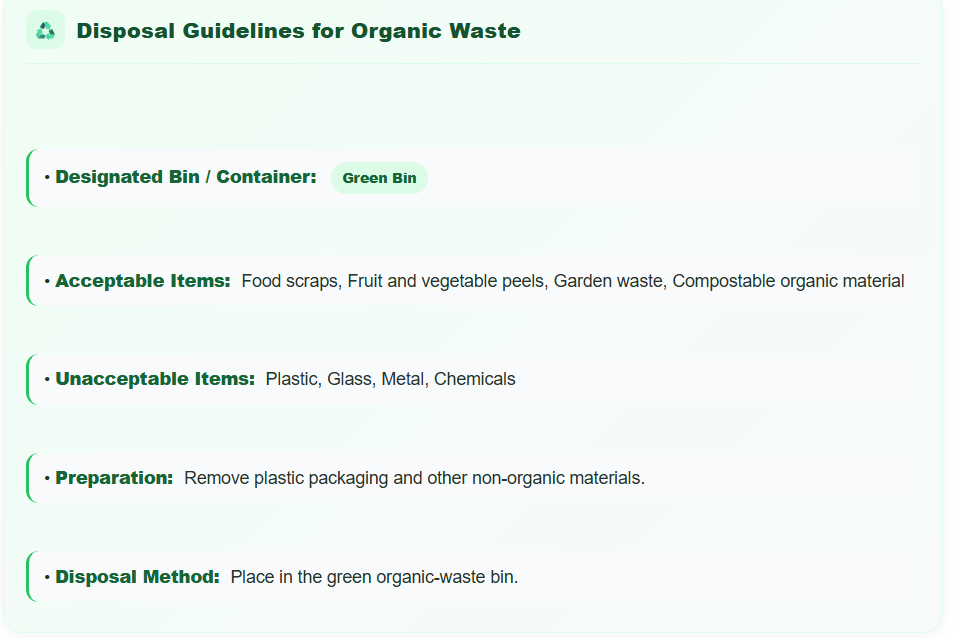 Disposal Guidelines for Organic Waste
• Designated Bin / Container: Green Bin
• Acceptable Items: Food scraps, Fruit and vegetable peels, Garden waste, Compostable organic material
• Unacceptable Items: Plastic, Glass, Metal, Chemicals
• Preparation: Remove plastic packaging and other non-organic materials.
• Disposal Method: Place in the green organic-waste bin.